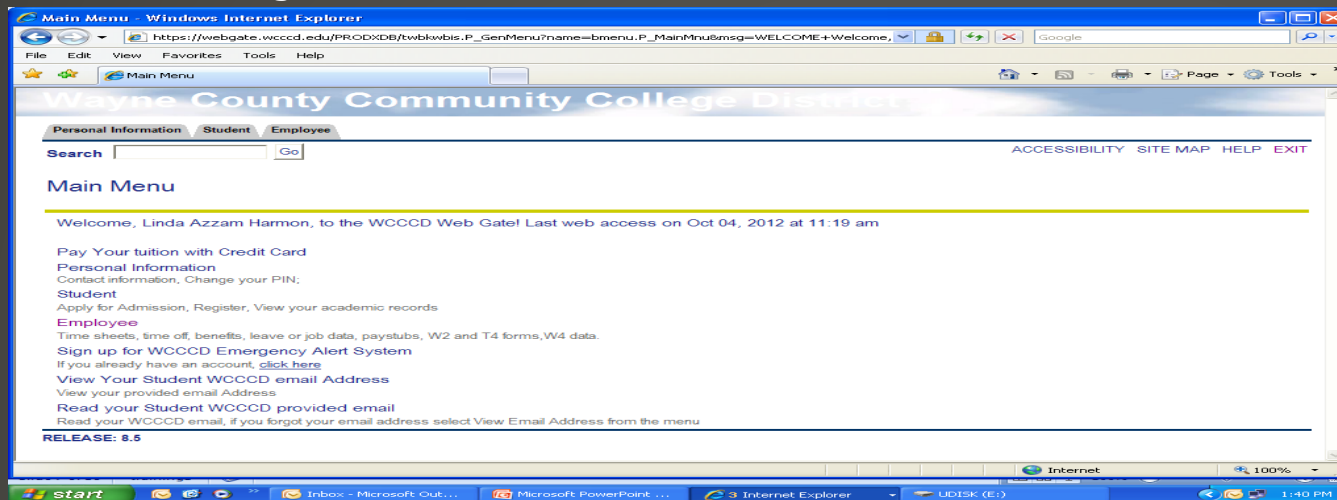 Main Menu - Windows Internet Explorer
https://webgate.wcccd.edu/PRODXDB/twbkwbis.P_GenMenu?name=bmenu.P_MainMnu&msg=WELCOME+Welcome,
Google
File Edit View Favorites Tools Help
Main Menu
Page Tools
Wayne County Community College District
Personal Information Student Employee
Search Go
ACCESSIBILITY SITE MAP HELP EXIT
Main Menu
Welcome, Linda Azzam Harmon, to the WCCCD Web Gate! Last web access on Oct 04, 2012 at 11:19 am
Pay Your tuition with Credit Card
Personal Information
Contact information, Change your PIN;
Student
Apply for Admission, Register, View your academic records
Employee
Time sheets, time off, benefits, leave or job data, paystubs, W2 and T4 forms,W4 data.
Sign up for WCCCD Emergency Alert System
If you already have an account, click here
View Your Student WCCCD email Address
View your provided email Address
Read your Student WCCCD provided email
Read your WCCCD email, if you forgot your email address select View Email Address from the menu
RELEASE: 8.5
Internet 100%
start Inbox - Microsoft Out... Microsoft PowerPoint ... 3 Internet Explorer UDISK (E:) 1:40 PM